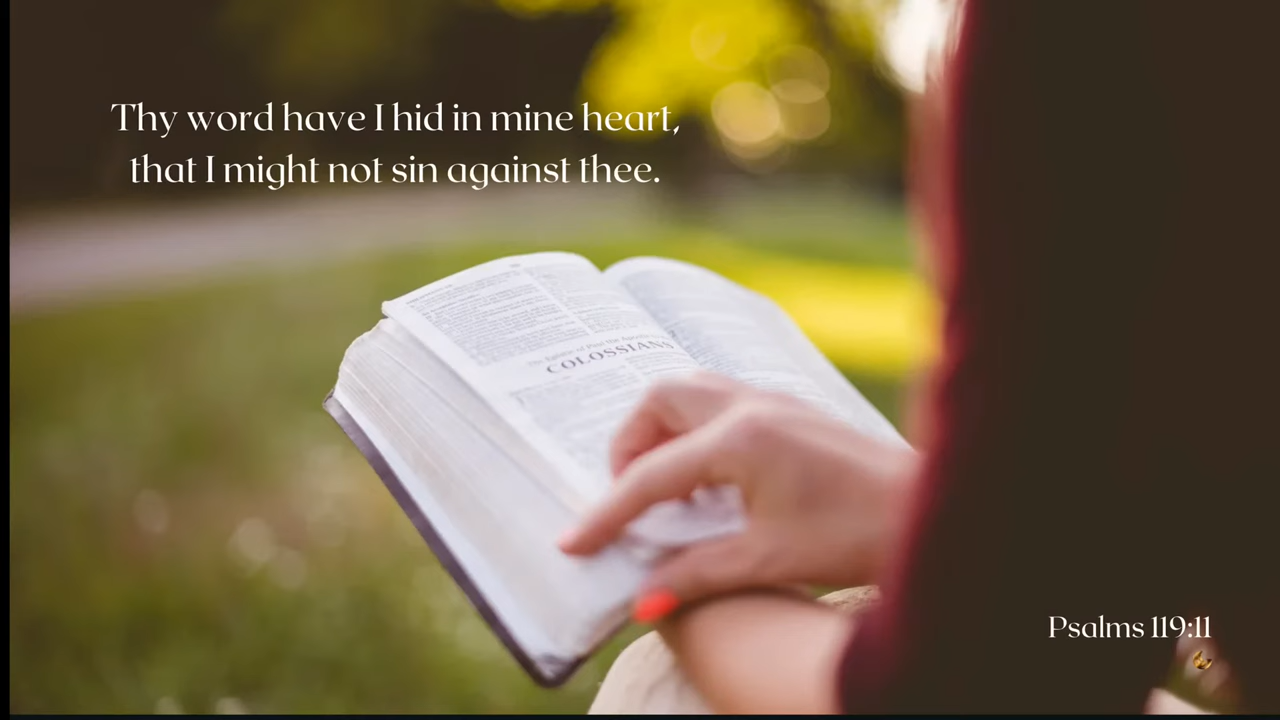 Thy word have I hid in mine heart,
that I might not sin against thee.
COLOSSIANS
Psalms 119:11